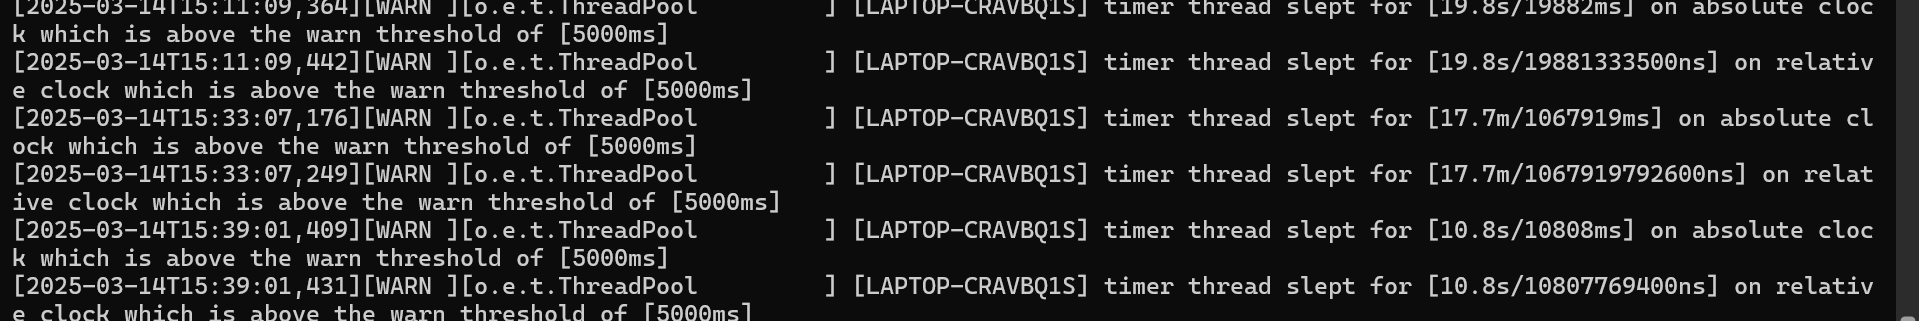 [2025-03-14T15:11:09,364][WARN ][o.e.t.ThreadPool         ] [LAPTOP-CRAVBQ1S] timer thread slept for [19.8s/19882ms] on absolute cloc
k which is above the warn threshold of [5000ms]
[2025-03-14T15:11:09,442][WARN ][o.e.t.ThreadPool         ] [LAPTOP-CRAVBQ1S] timer thread slept for [19.8s/19881333500ns] on relativ
e clock which is above the warn threshold of [5000ms]
[2025-03-14T15:33:07,176][WARN ][o.e.t.ThreadPool         ] [LAPTOP-CRAVBQ1S] timer thread slept for [17.7m/1067919ms] on absolute cl
ock which is above the warn threshold of [5000ms]
[2025-03-14T15:33:07,249][WARN ][o.e.t.ThreadPool         ] [LAPTOP-CRAVBQ1S] timer thread slept for [17.7m/1067919792600ns] on relat
ive clock which is above the warn threshold of [5000ms]
[2025-03-14T15:39:01,409][WARN ][o.e.t.ThreadPool         ] [LAPTOP-CRAVBQ1S] timer thread slept for [10.8s/10808ms] on absolute cloc
k which is above the warn threshold of [5000ms]
[2025-03-14T15:39:01,431][WARN ][o.e.t.ThreadPool         ] [LAPTOP-CRAVBQ1S] timer thread slept for [10.8s/10807769400ns] on relativ
e clock which is above the warn threshold of [5000ms]